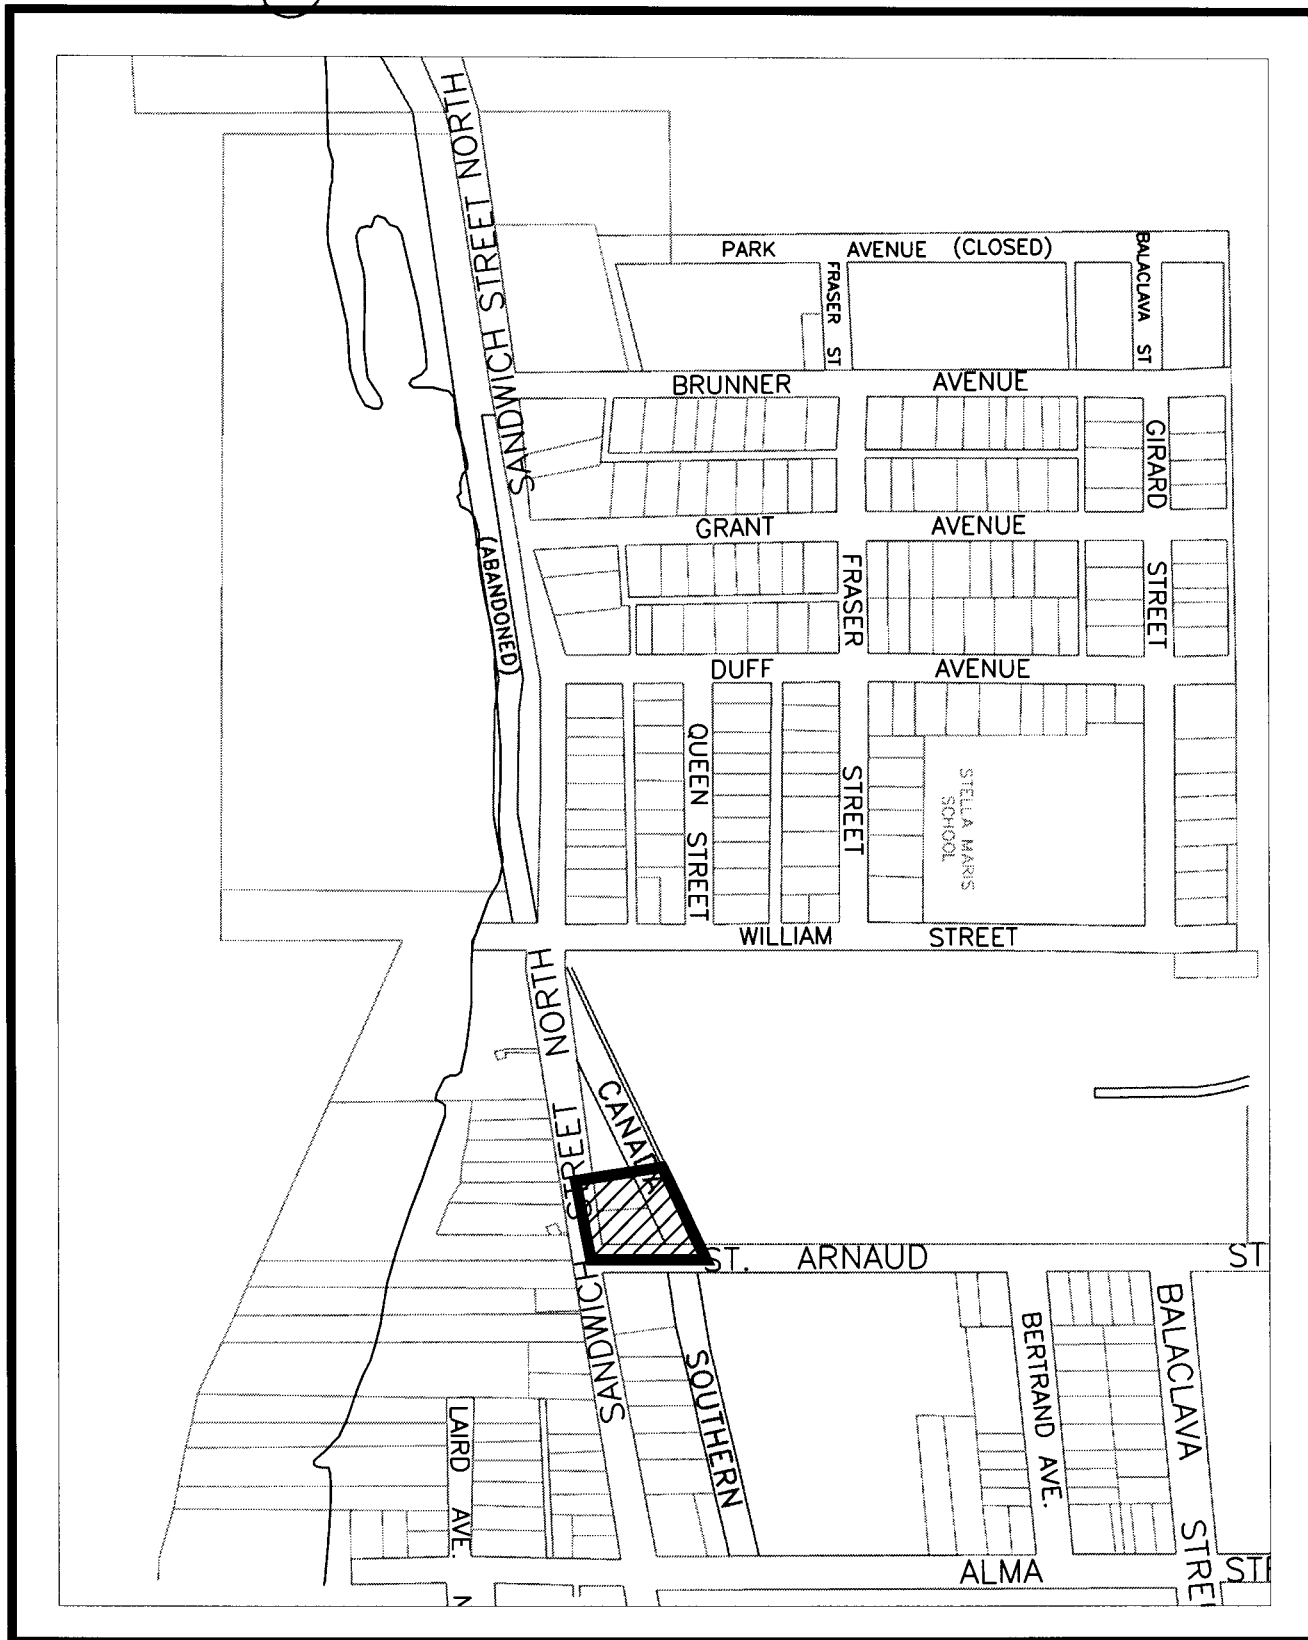 SANDWICH STREET NORTH
PARK AVENUE (CLOSED)
FRASER ST
BALACLAVA ST
BRUNNER AVENUE
GIRARD STREET
GRANT AVENUE
(ABANDONED)
FRASER STREET
DUFF AVENUE
QUEEN STREET
STELLA MARIS
SCHOOL
WILLIAM STREET
SANDWICH STREET NORTH
CANADA SOUTHERN
ST. ARNAUD ST
BERTRAND AVE.
BALACLAVA STREE
LAIRD AVE.
ALMA STR
N